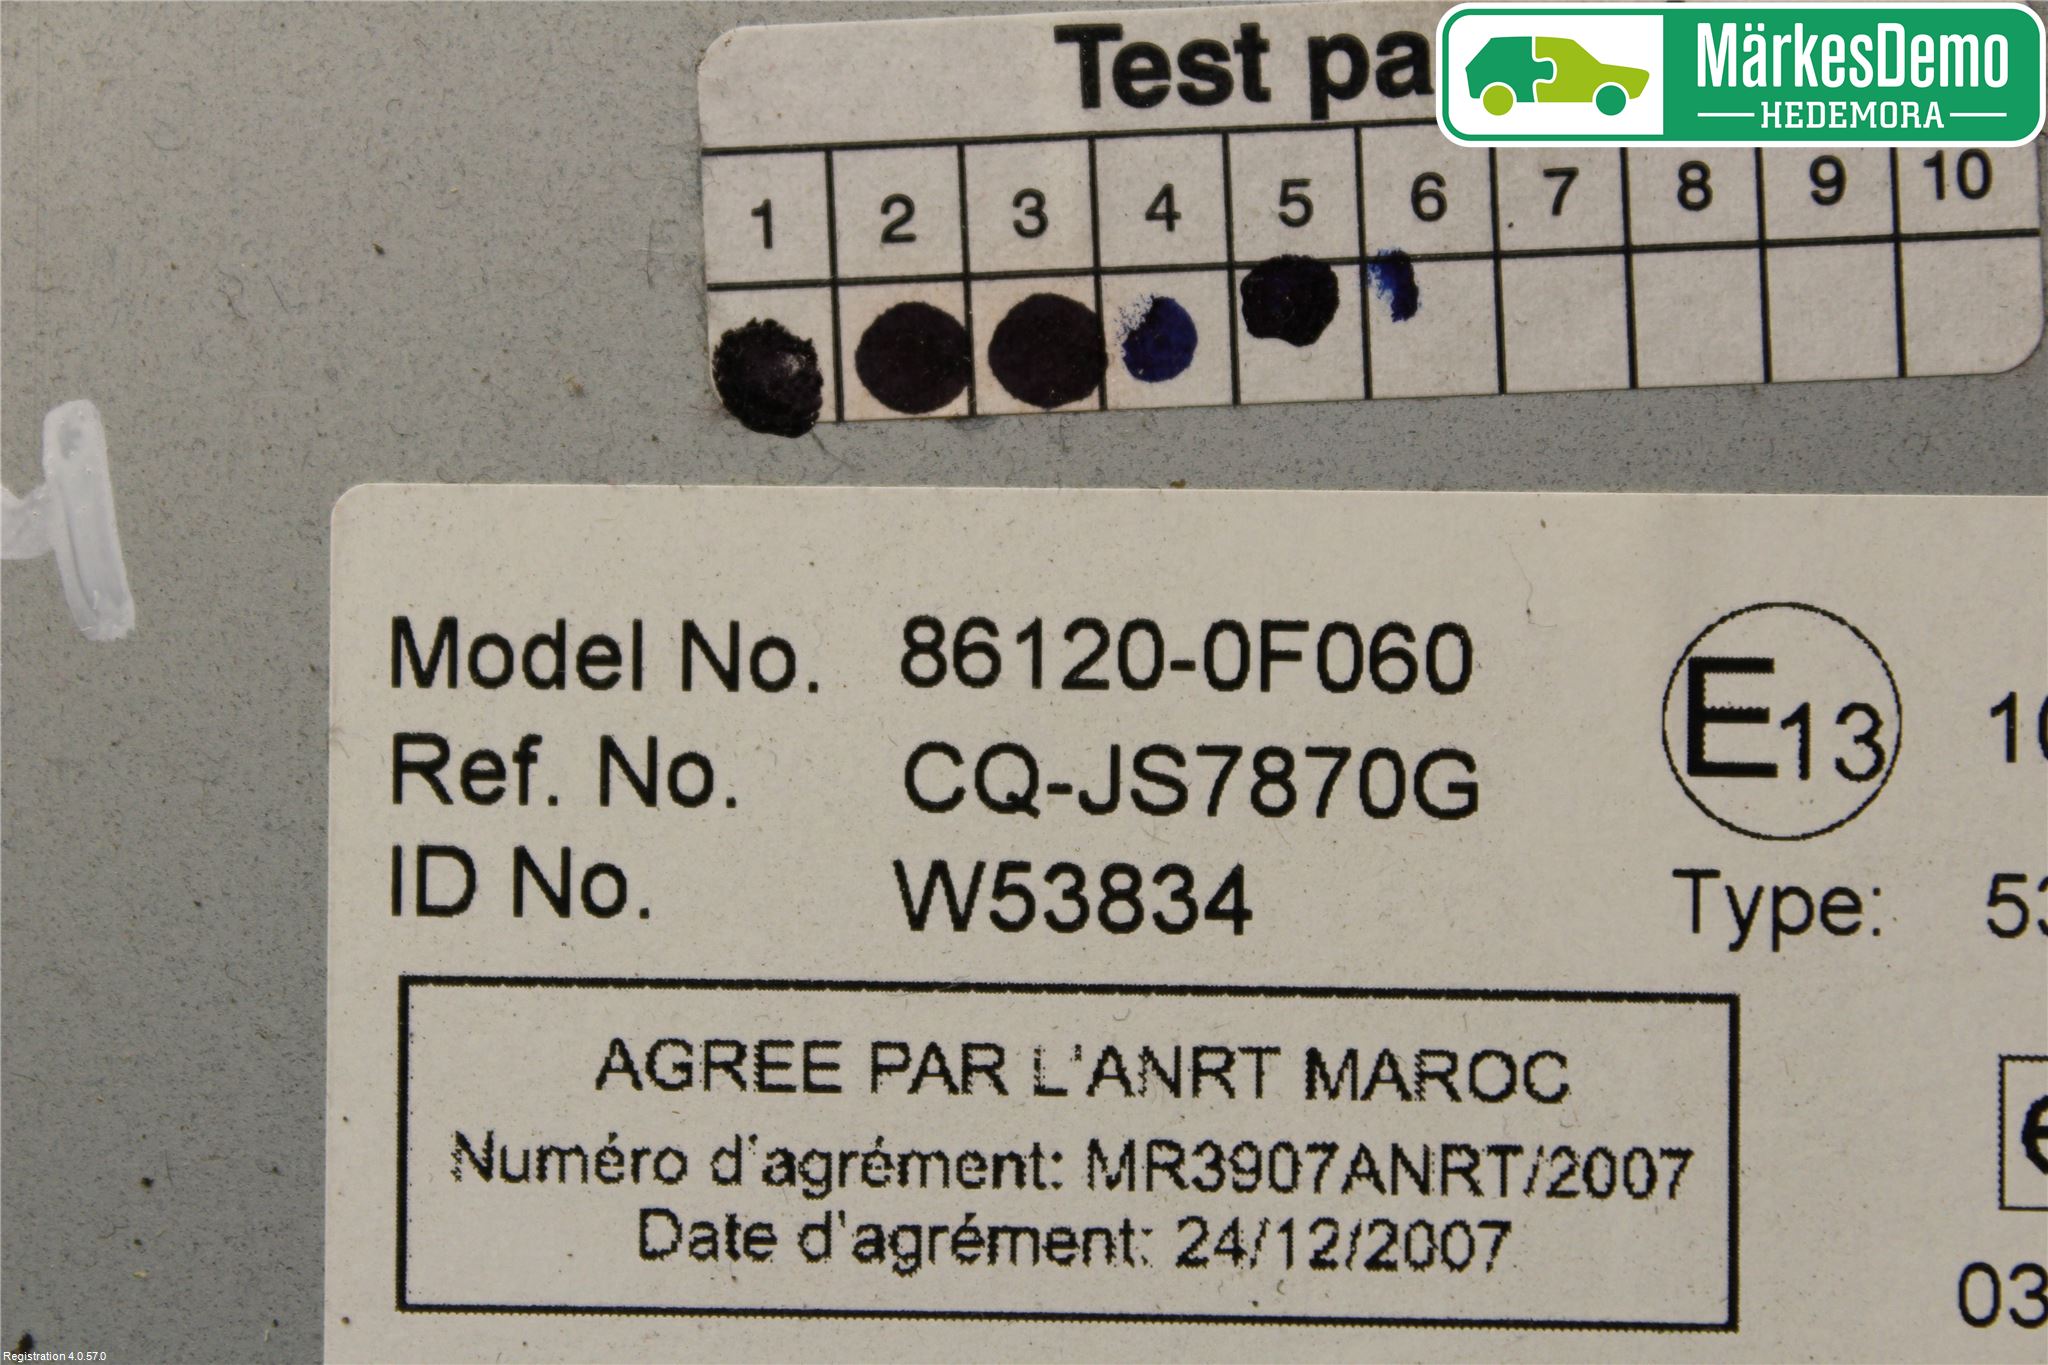 Test
MärkesDemo
HEDEMORA
1 2 3 4 5 6 7 8 9 10
Model No. 86120-0F060
Ref. No. CQ-JS7870G
ID No. W53834
E13
Type:
AGREE PAR L'ANRT MAROC
Numéro d'agrément: MR3907ANRT/2007
Date d'agrément: 24/12/2007
Registration 4.0.57.0